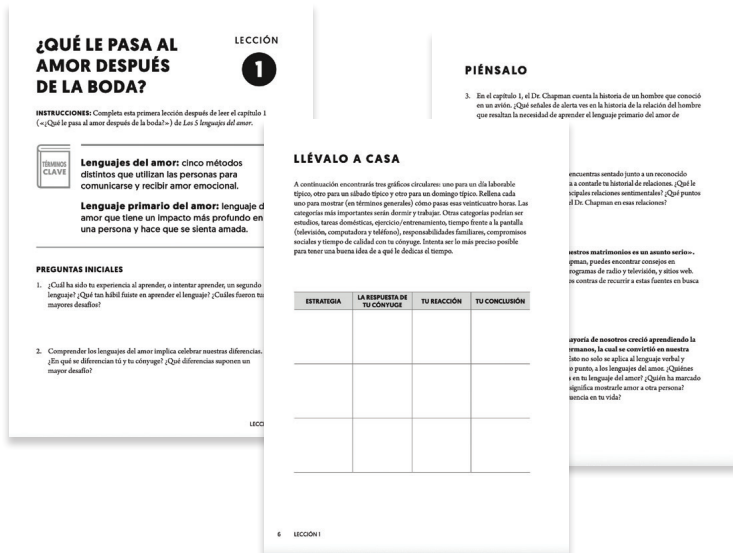 ¿QUÉ LE PASA AL
AMOR DESPUÉS
DE LA BODA?
LECCIÓN
1
INSTRUCCIONES: Completa esta primera lección después de leer el capítulo 1
(«¿Qué le pasa al amor después de la boda?») de Los 5 lenguajes del amor.
TÉRMINOS
CLAVE
Lenguajes del amor: cinco métodos
distintos que utilizan las personas para
comunicarse y recibir amor emocional.
Lenguaje primario del amor: lenguaje d
amor que tiene un impacto más profundo en
una persona y hace que se sienta amada.
PREGUNTAS INICIALES
1. ¿Cuál ha sido tu experiencia al aprender, o intentar aprender, un segundo
lenguaje? ¿Qué tan hábil fuiste en aprender el lenguaje? ¿Cuáles fueron tu
mayores desafíos?
2. Comprender los lenguajes del amor implica celebrar nuestras diferencias.
¿En qué se diferencian tú y tu cónyuge? ¿Qué diferencias suponen un
mayor desafío?
LECC
LLÉVALO A CASA
A continuación encontrarás tres gráficos circulares: uno para un día laborable
típico, otro para un sábado típico y otro para un domingo típico. Rellena cada
uno para mostrar (en términos generales) cómo pasas esas veinticuatro horas. Las
categorías más importantes serán dormir y trabajar. Otras categorías podrían ser
estudios, tareas domésticas, ejercicio/entrenamiento, tiempo frente a la pantalla
(televisión, computadora y teléfono), responsabilidades familiares, compromisos
sociales y tiempo de calidad con tu cónyuge. Intenta ser lo más preciso posible
para tener una buena idea de a qué le dedicas el tiempo.
ESTRATEGIA
LA RESPUESTA DE
TU CÓNYUGE
TU REACCIÓN
TU CONCLUSIÓN
6 LECCIÓN 1
PIÉNSALO
3. En el capítulo 1, el Dr. Chapman cuenta la historia de un hombre que conoció
en un avión. ¿Qué señales de alerta ves en la historia de la relación del hombre
que resaltan la necesidad de aprender el lenguaje primario del amor de
encuentras sentado junto a un reconocido
a a contarle tu historial de relaciones. ¿Qué le
ncipales relaciones sentimentales? ¿Qué puntos
el Dr. Chapman en esas relaciones?
estros matrimonios es un asunto serio».
pman, puedes encontrar consejos en
rogramas de radio y televisión, y sitios web.
os contras de recurrir a estas fuentes en busca
ayoría de nosotros creció aprendiendo la
ermanos, la cual se convirtió en nuestra
Esto no solo se aplica al lenguaje verbal y
o punto, a los lenguajes del amor. ¿Quiénes
s en tu lenguaje del amor? ¿Quién ha marcado
significa mostrarle amor a otra persona?
uencia en tu vida?